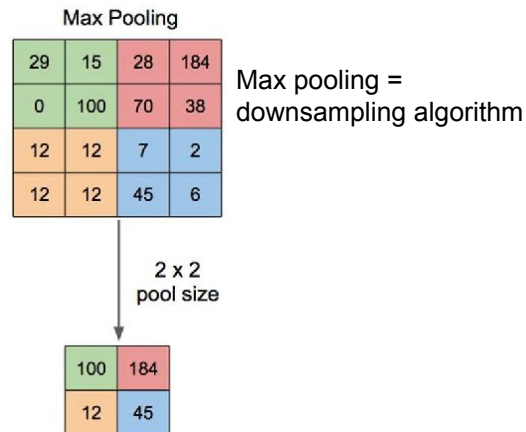 Max Pooling
29 15 28 184
0 100 70 38
12 12 7 2
12 12 45 6
Max pooling =
downsampling algorithm
2 x 2
pool size
100 184
12 45